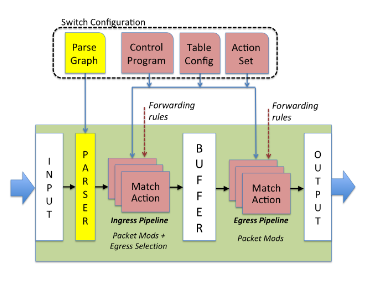 Switch Configuration
Parse
Graph
Control
Program
Table
Config
Action
Set
Forwarding
rules
Forwarding
rules
INPUT
PARSER
Match
Action
Ingress Pipeline
Packet Mods +
Egress Selection
BUFFER
Match
Action
Egress Pipeline
Packet Mods
OUTPUT